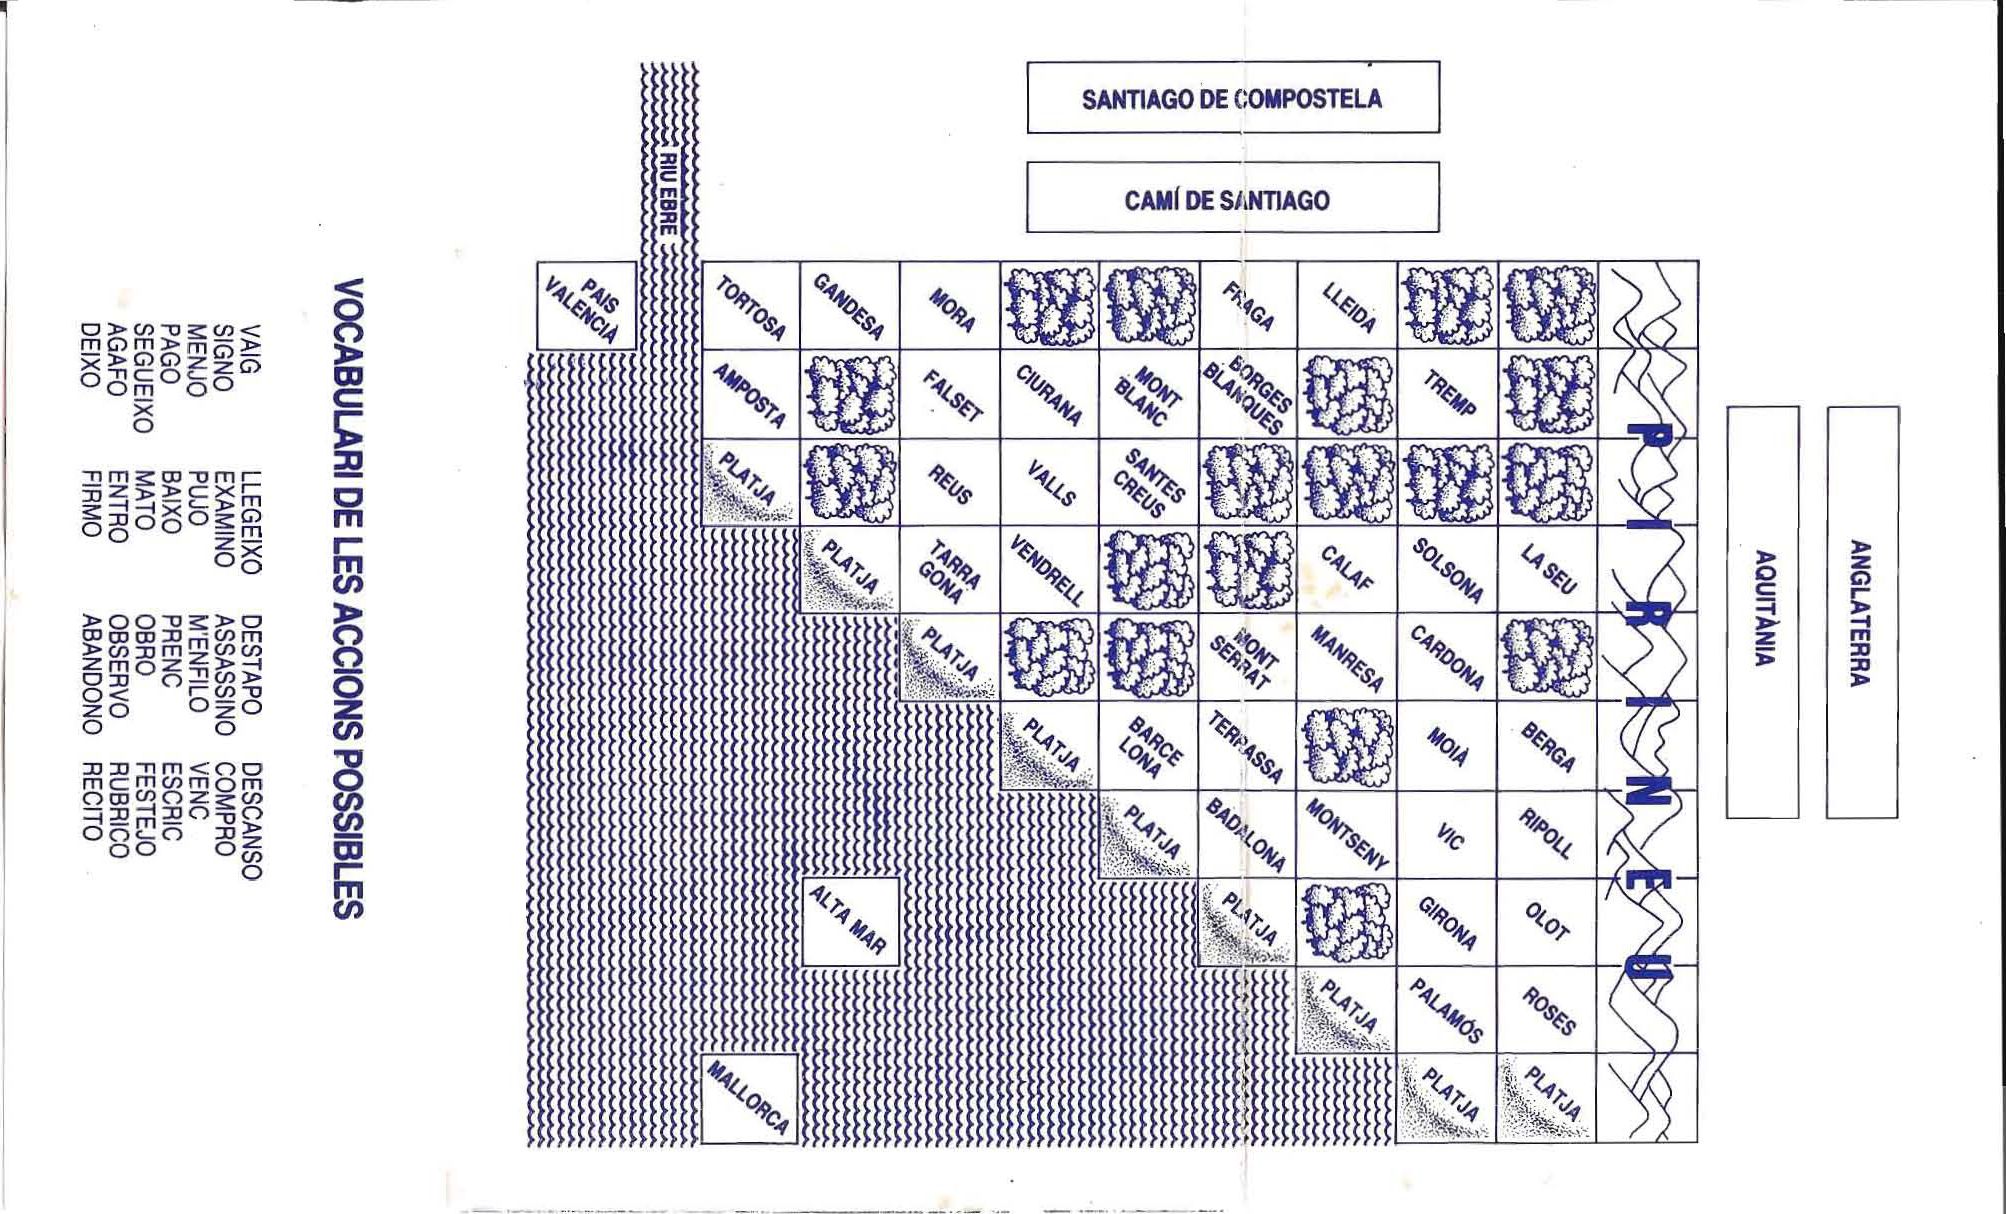 SANTIAGO DE COMPOSTELA
CAMÍ DE SANTIAGO
ANGLATERRA
AQUITÀNIA
PIRINEU
RIU EBRE
PAIS
VALENCIÀ
TORTOSA
GANDESA
MORA
FRAGA
LLEIDA
AMPOSTA
FALSET
CIURANA
MONT
BLANC
BORGES
BLANQUES
TREMP
PLATJA
REUS
VALLS
SANTES
CREUS
PLATJA
TARRA
GONA
VENDRELL
CALAF
SOLSONA
LA SEU
PLATJA
MONT
SERRAT
MANRESA
CARDONA
PLATJA
BARCE
LONA
TERRASSA
MOIÀ
BERGA
PLATJA
BADALONA
MONTSENY
VIC
RIPOLL
ALTA MAR
PLATJA
GIRONA
OLOT
PLATJA
PALAMÓS
ROSES
MALLORCA
PLATJA
PLATJA
VOCABULARI DE LES ACCIONS POSSIBLES
VAIG LLEGEIXO DESTAPO DESCANSO
SIGNO EXAMINO ASSASSINO COMPRO
MENJO PUJO M'ENFILO VENC
PAGO BAIXO PRENC ESCRIC
SEGUEIXO MATO OBRO FESTEJO
AGAFO ENTRO OBSERVO RUBRICO
DEIXO FIRMO ABANDONO RECITO